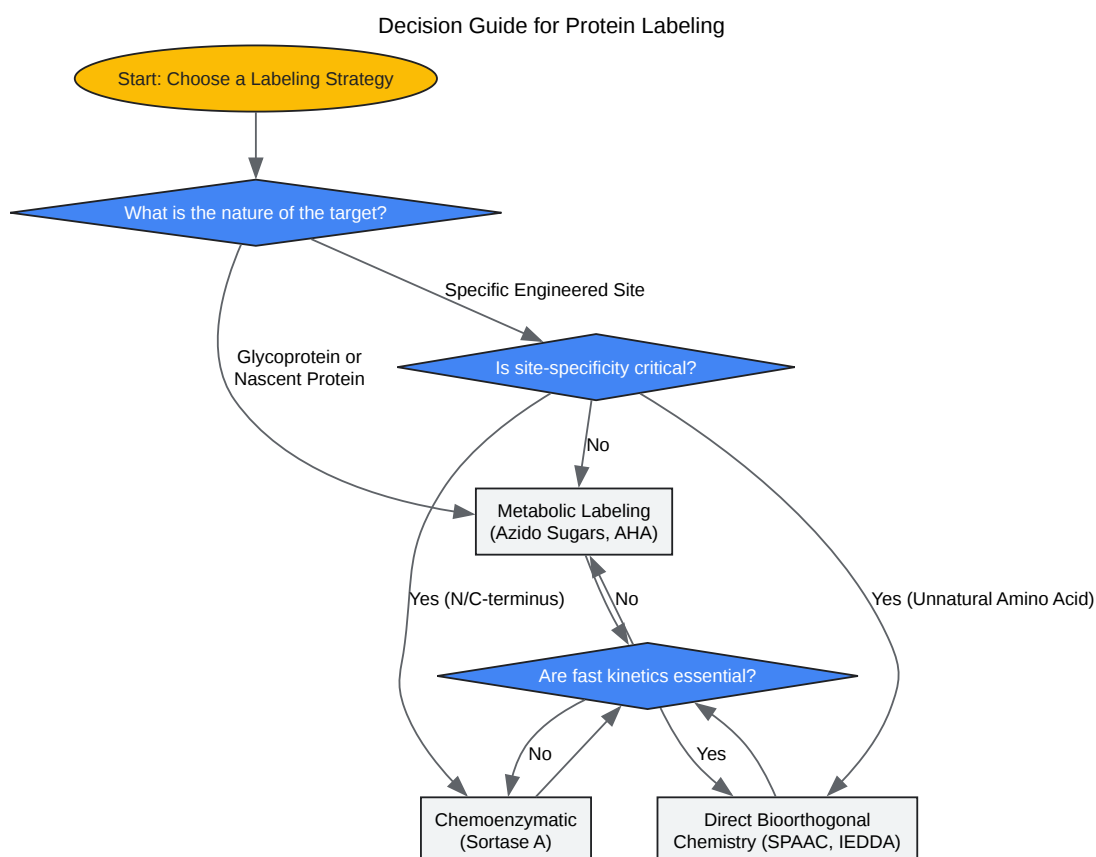 Decision Guide for Protein Labeling
Start: Choose a Labeling Strategy
What is the nature of the target?
Specific Engineered Site
Glycoprotein or
Nascent Protein
Is site-specificity critical?
No
Metabolic Labeling
(Azido Sugars, AHA)
Yes (N/C-terminus)
No
Yes (Unnatural Amino Acid)
Are fast kinetics essential?
No
Yes
Chemoenzymatic
(Sortase A)
Direct Bioorthogonal
Chemistry (SPAAC, IEDDA)